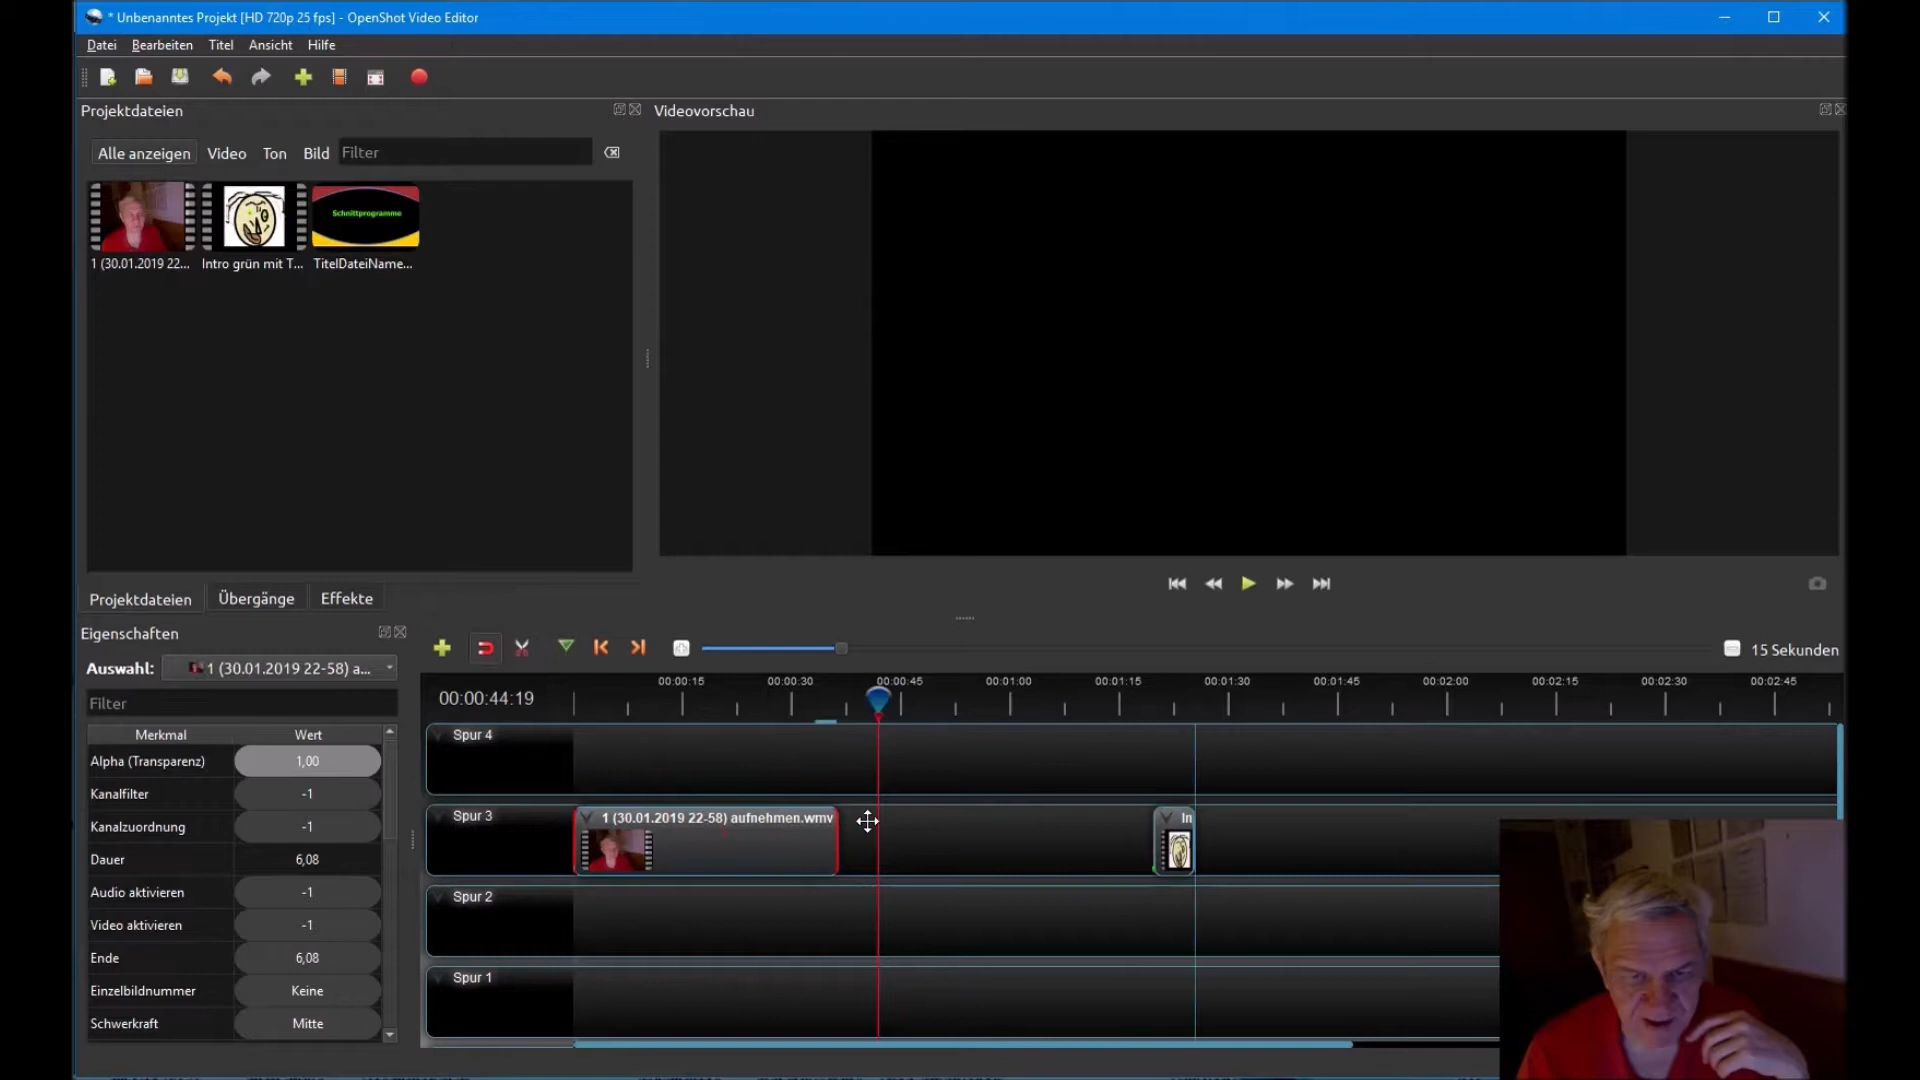 * Unbenanntes Projekt [HD 720p 25 fps] - OpenShot Video Editor
Datei Bearbeiten Titel Ansicht Hilfe
Projektdateien
Videovorschau
Alle anzeigen Video Ton Bild Filter
Schnittprogramme
1 (30.01.2019 22... Intro grün mit T... TitelDateiName...
Projektdateien Übergänge Effekte
Eigenschaften
Auswahl: 1 (30.01.2019 22-58) a...
15 Sekunden
Filter
00:00:44:19
00:00:15 00:00:30 00:00:45 00:01:00 00:01:15 00:01:30 00:01:45 00:02:00 00:02:15 00:02:30 00:02:45
Merkmal Wert
Alpha (Transparenz) 1,00
Kanalfilter -1
Kanalzuordnung -1
Dauer 6,08
Audio aktivieren -1
Video aktivieren -1
Ende 6,08
Einzelbildnummer Keine
Schwerkraft Mitte
Spur 4
Spur 3
1 (30.01.2019 22-58) aufnehmen.wmv
In
Spur 2
Spur 1